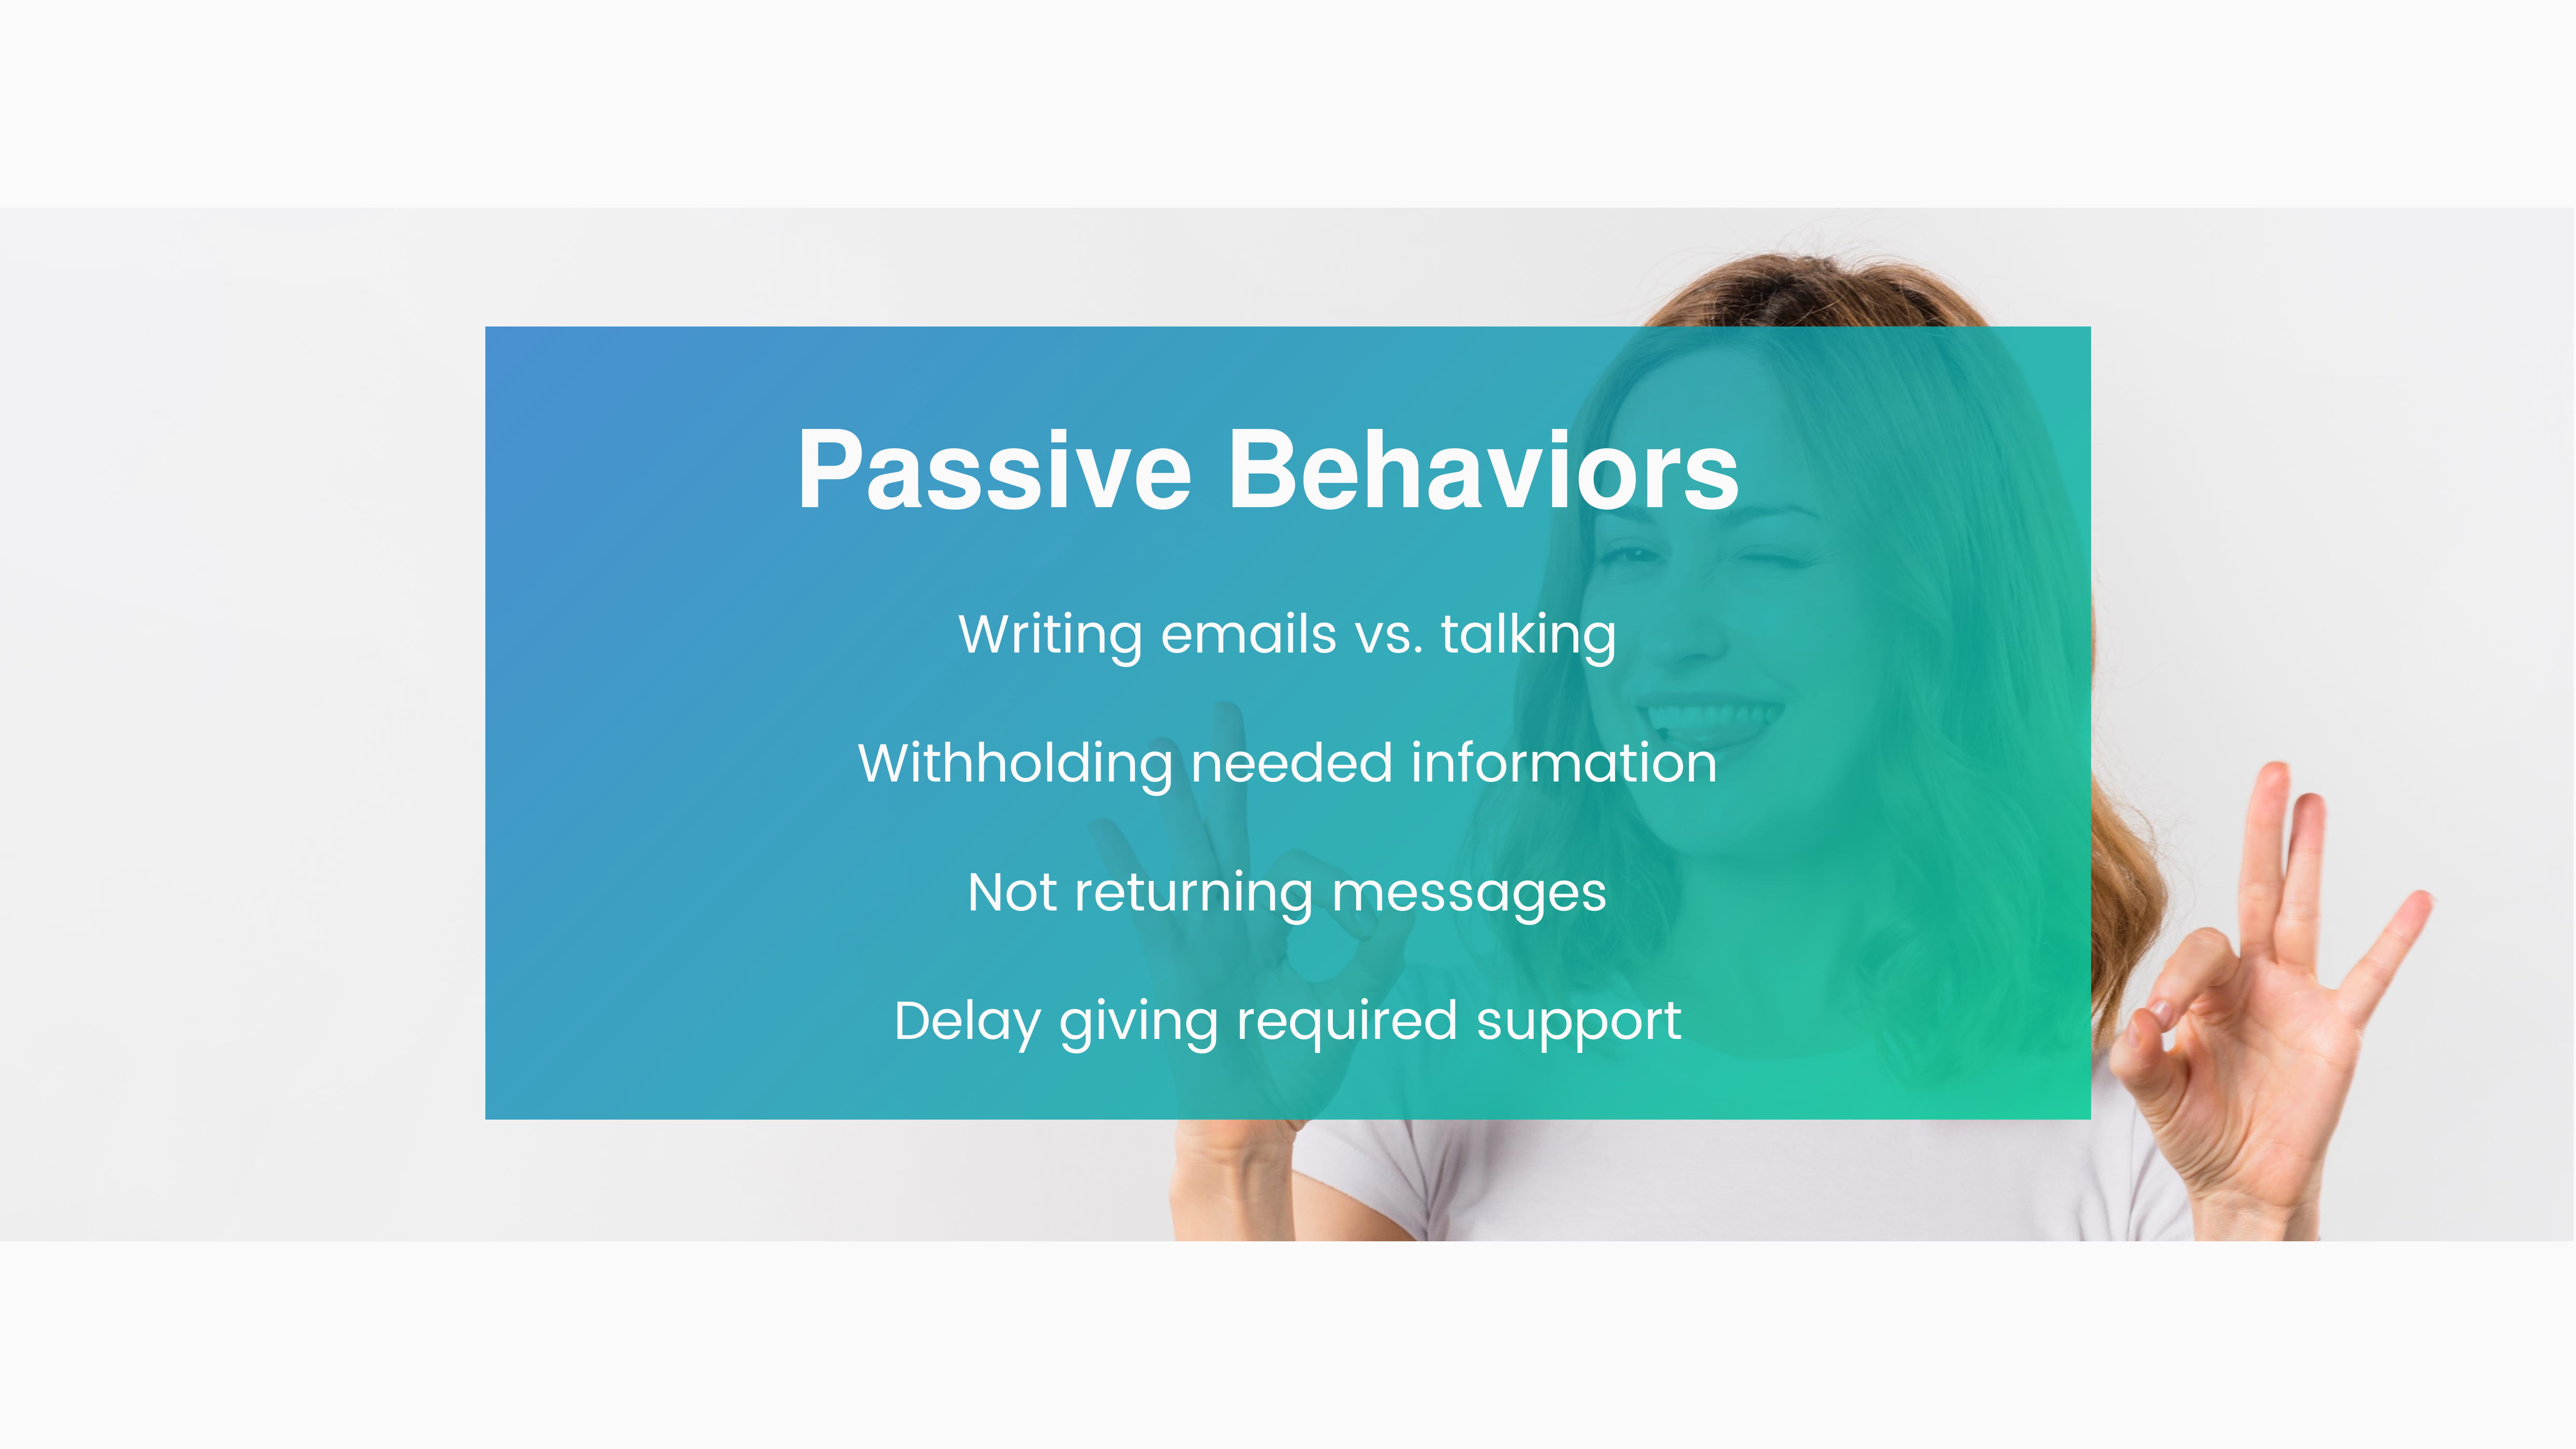 Passive Behaviors
Writing emails vs. talking
Withholding needed information
Not returning messages
Delay giving required support